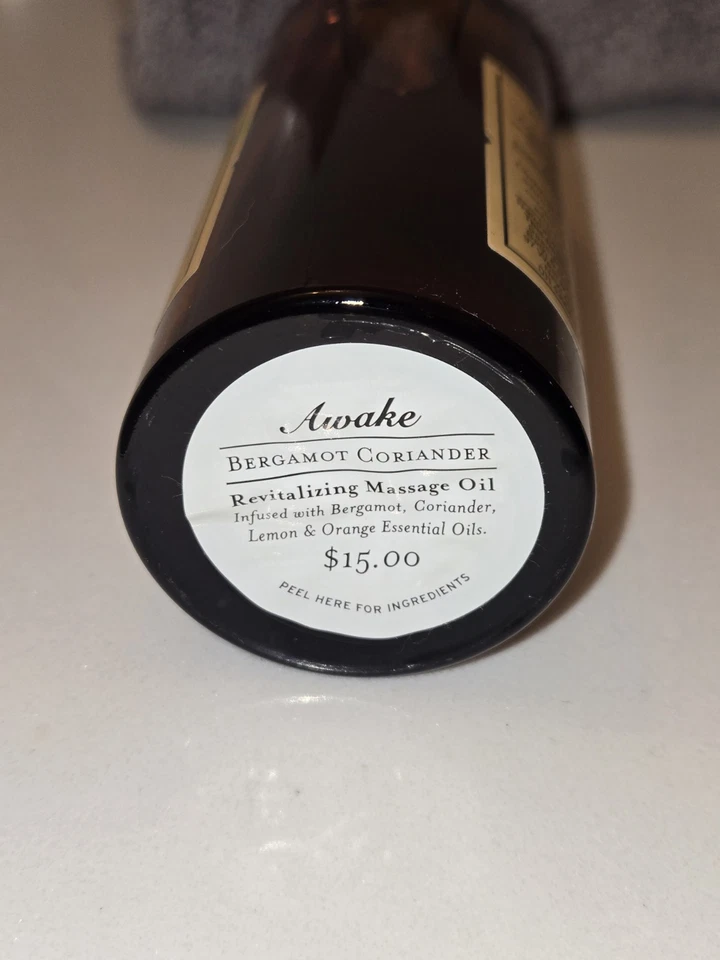 Awake
BERGAMOT CORIANDER
Revitalizing Massage Oil
Infused with Bergamot, Coriander,
Lemon & Orange Essential Oils.
$15.00
PEEL HERE FOR INGREDIENTS